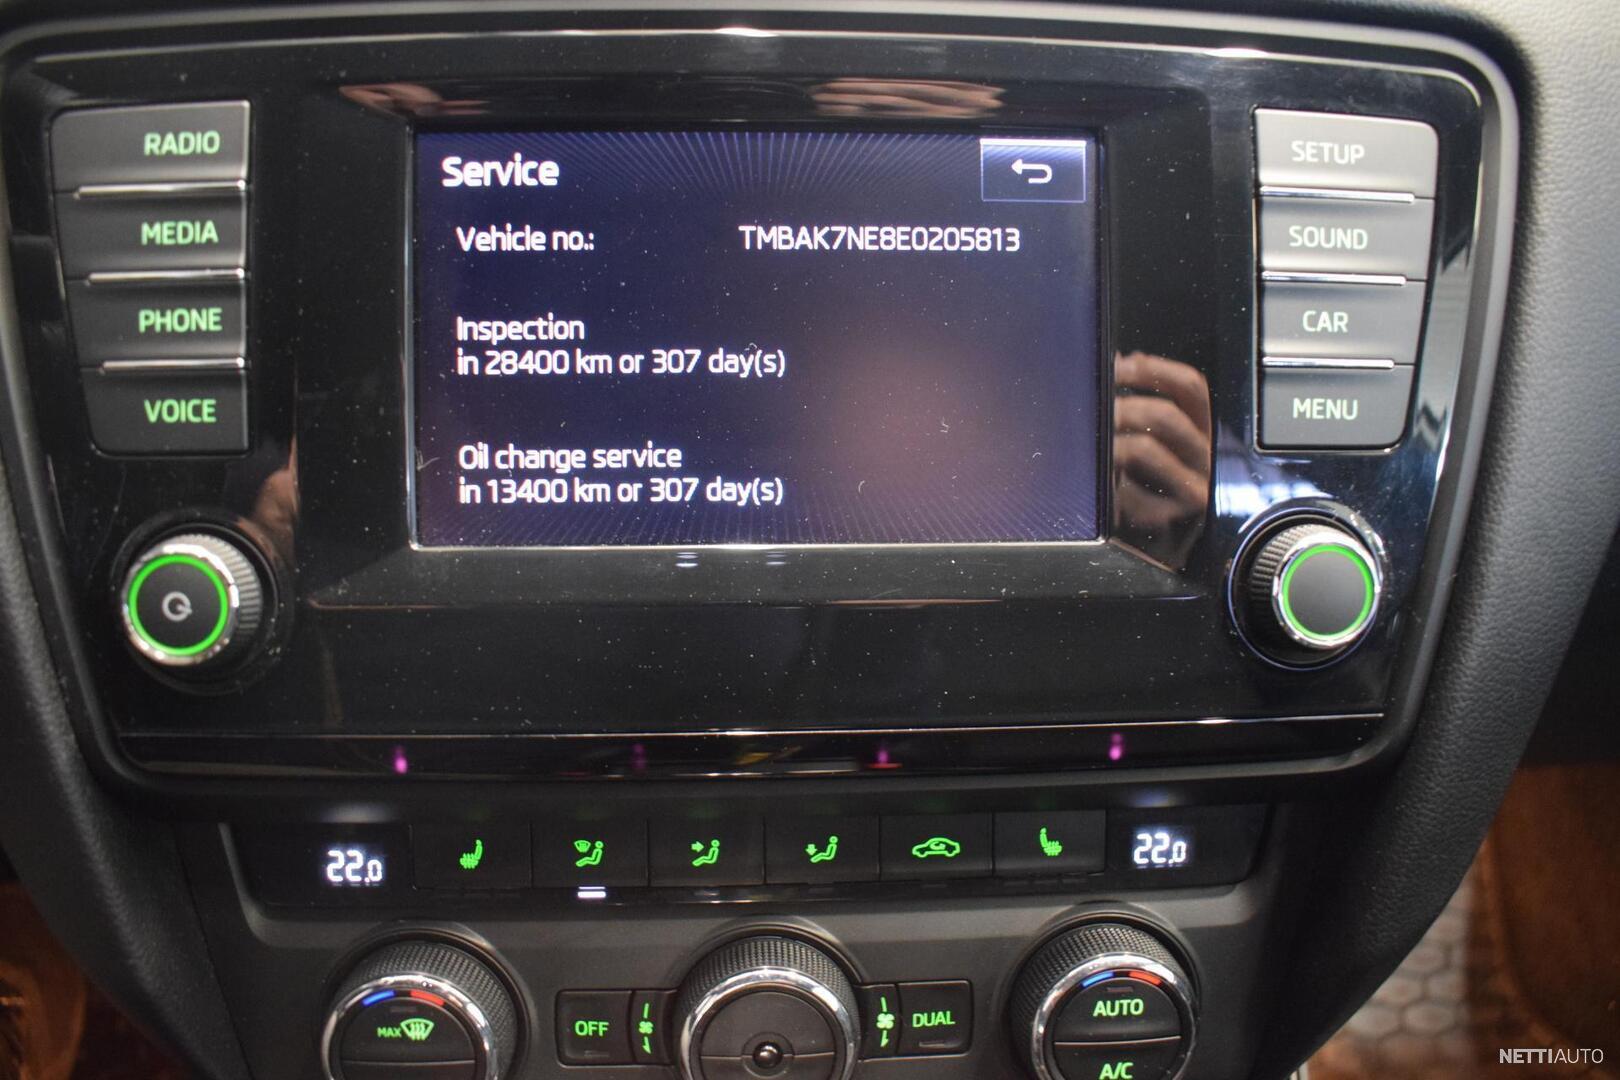 RADIO
MEDIA
PHONE
VOICE
Service
Vehicle no.: TMBAK7NE8E0205813
Inspection
in 28400 km or 307 day(s)
Oil change service
in 13400 km or 307 day(s)
SETUP
SOUND
CAR
MENU
22.0
22.0
MAX
OFF
DUAL
AUTO
A/C
NETTIAUTO